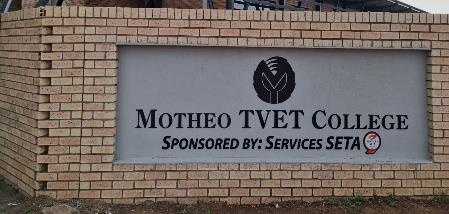 MOTHEO TVET COLLEGE
SPONSORED BY: SERVICES SETA